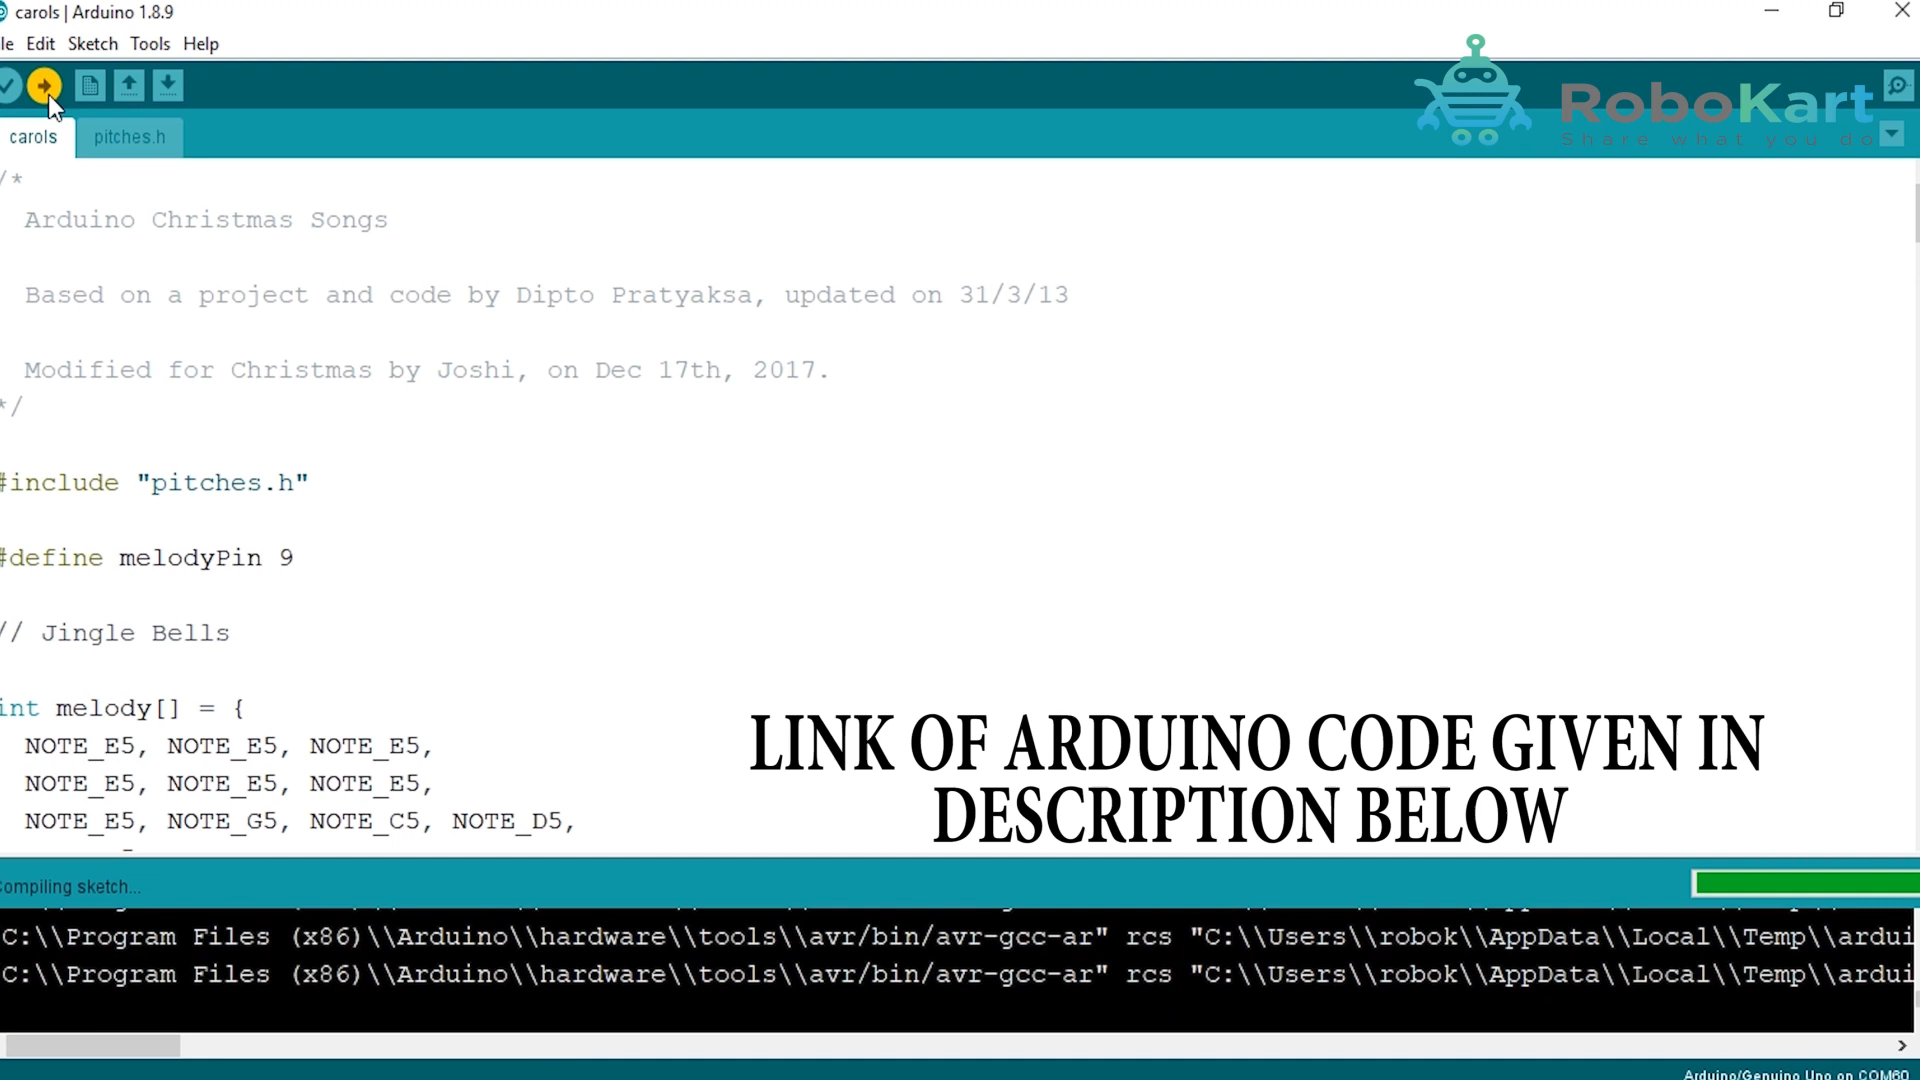 carols | Arduino 1.8.9
le Edit Sketch Tools Help
RoboKart
Share what you do
carols pitches.h
/*
Arduino Christmas Songs
Based on a project and code by Dipto Pratyaksa, updated on 31/3/13
Modified for Christmas by Joshi, on Dec 17th, 2017.
*/
#include "pitches.h"
#define melodyPin 9
// Jingle Bells
int melody[] = {
NOTE_E5, NOTE_E5, NOTE_E5,
NOTE_E5, NOTE_E5, NOTE_E5,
NOTE_E5, NOTE_G5, NOTE_C5, NOTE_D5,
LINK OF ARDUINO CODE GIVEN IN
DESCRIPTION BELOW
Compiling sketch...
C:\\Program Files (x86)\\Arduino\\hardware\\tools\\avr/bin/avr-gcc-ar" rcs "C:\\Users\\robok\\AppData\\Local\\Temp\\ardui
C:\\Program Files (x86)\\Arduino\\hardware\\tools\\avr/bin/avr-gcc-ar" rcs "C:\\Users\\robok\\AppData\\Local\\Temp\\ardui
Arduino/Genuino Uno on COM60